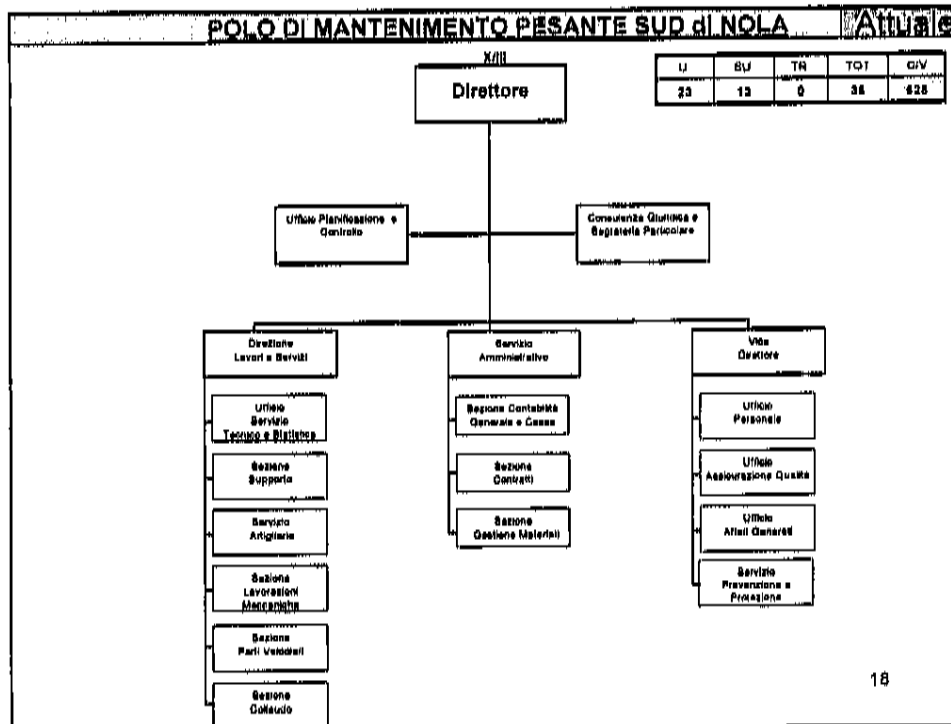 POLO DI MANTENIMENTO PESANTE SUD di NOLA
Attuale
X/III
Direttore
U SU TR TOT CIV
23 13 0 36 628
Ufficio Pianificazione e
Controllo
Consulenza Giuridica e
Segreteria Particolare
Direzione
Lavori e Servizi
Servizio
Amministrativo
Vice
Direttore
Ufficio
Servizio
Tecnico e Statistica
Sezione
Supporto
Servizio
Artiglieria
Sezione
Lavorazioni
Meccaniche
Sezione
Parti Varie
Sezione
Collaudo
Sezione Contabilità
Generale e Cassa
Sezione
Contratti
Sezione
Gestione Materiali
Ufficio
Personale
Ufficio
Assicurazione Qualità
Ufficio
Affari Generali
Servizio
Prevenzione e
Protezione
18